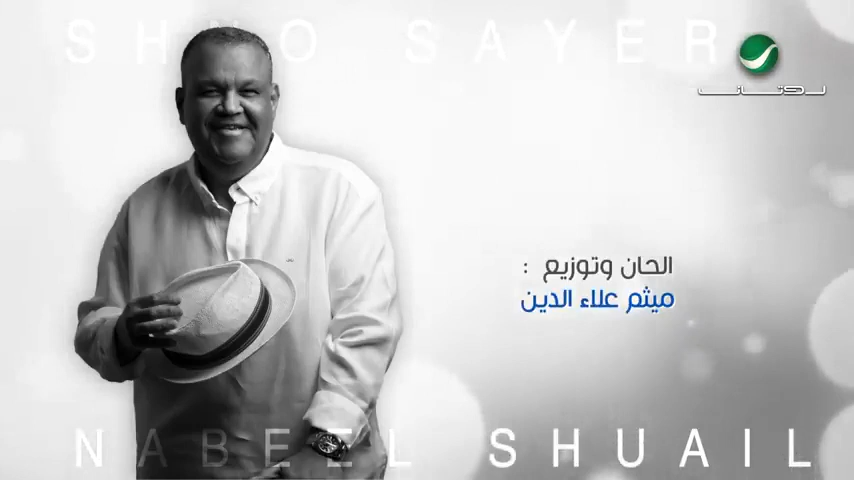 SHNO SAYER
روتانا
الحان وتوزيع :
ميثم علاء الدين
NABEEL SHUAIL